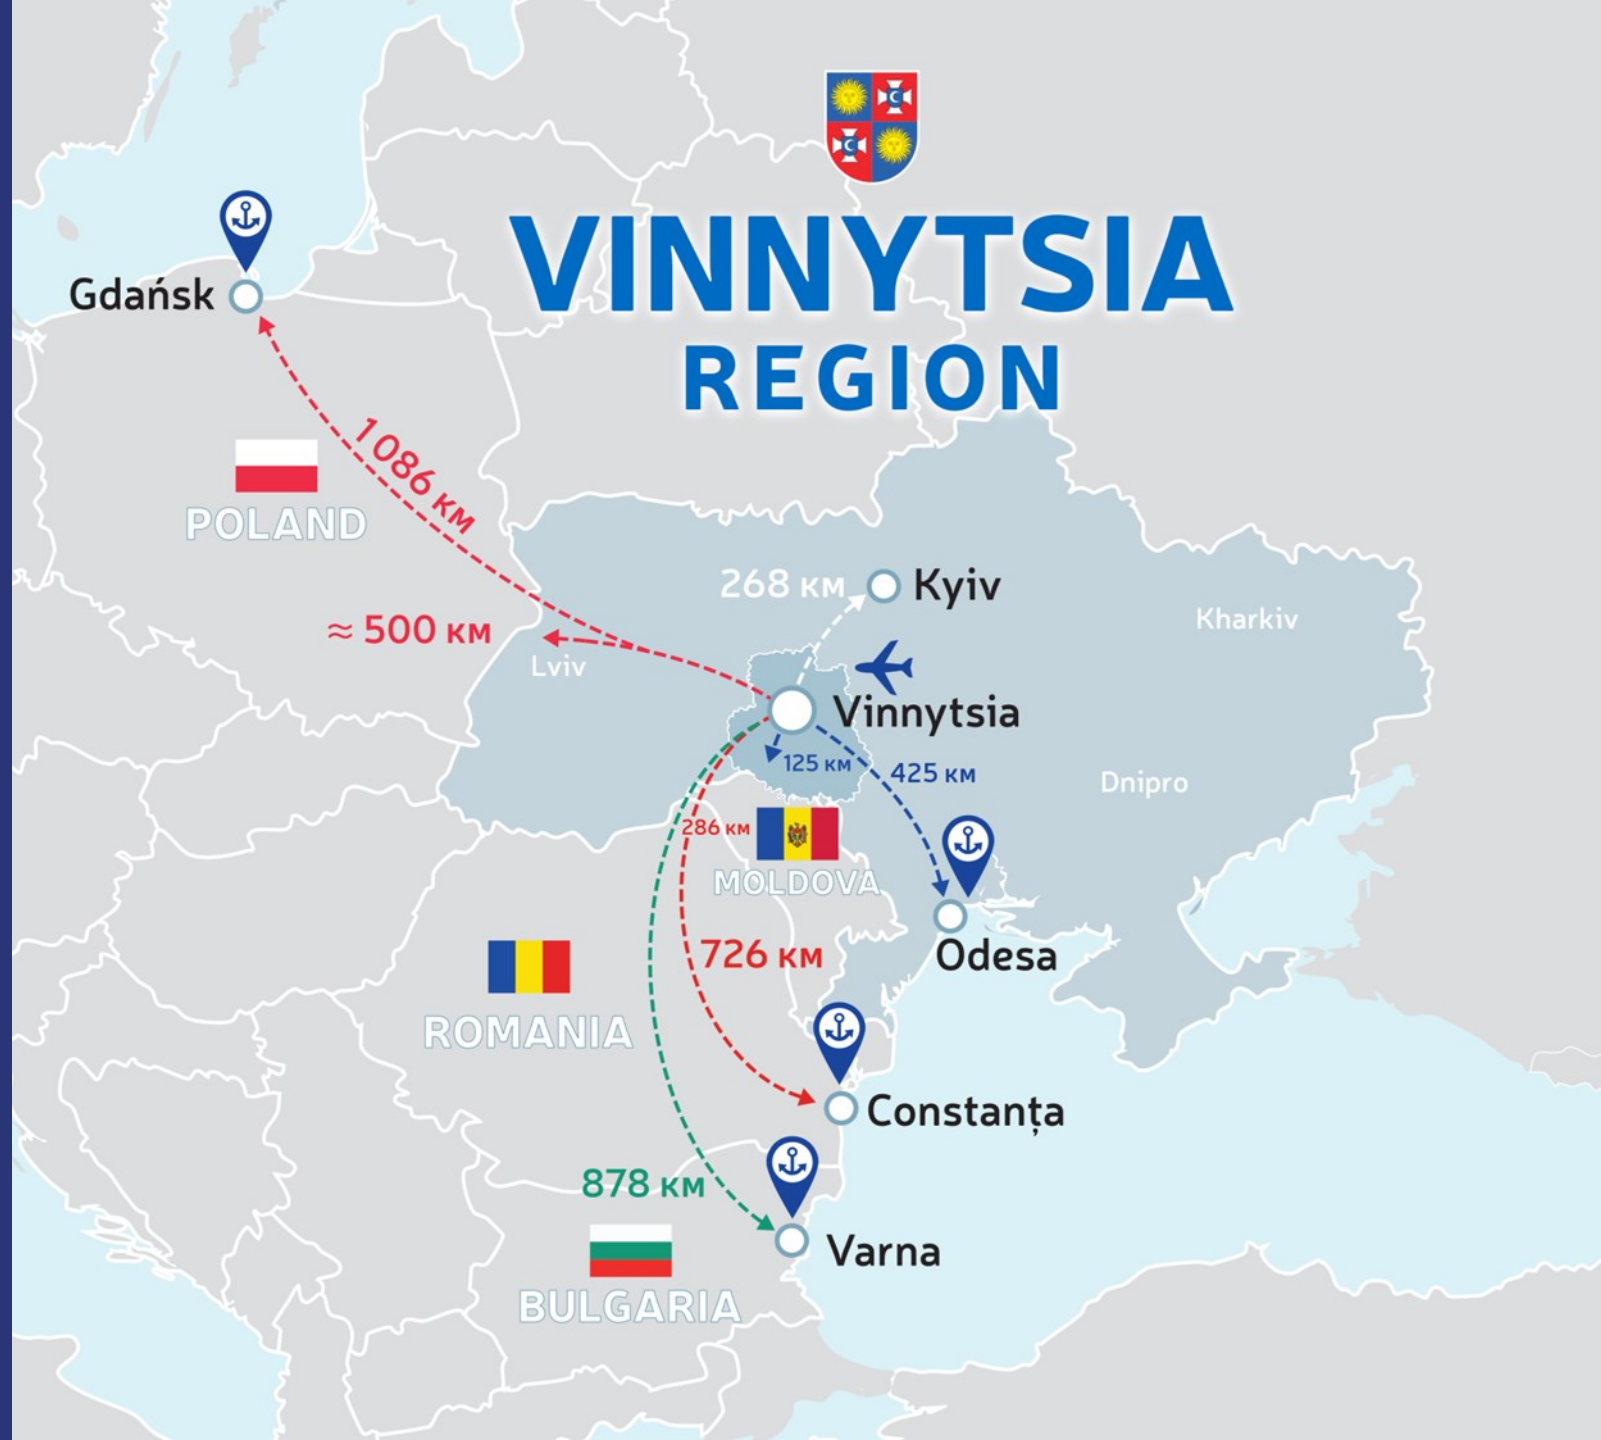 VINNYTSIA
REGION
Gdańsk
1086 км
POLAND
≈ 500 км
268 км
Kyiv
Kharkiv
Lviv
Vinnytsia
125 км
425 км
Dnipro
286 км
MOLDOVA
Odesa
726 км
ROMANIA
Constanța
878 км
Varna
BULGARIA